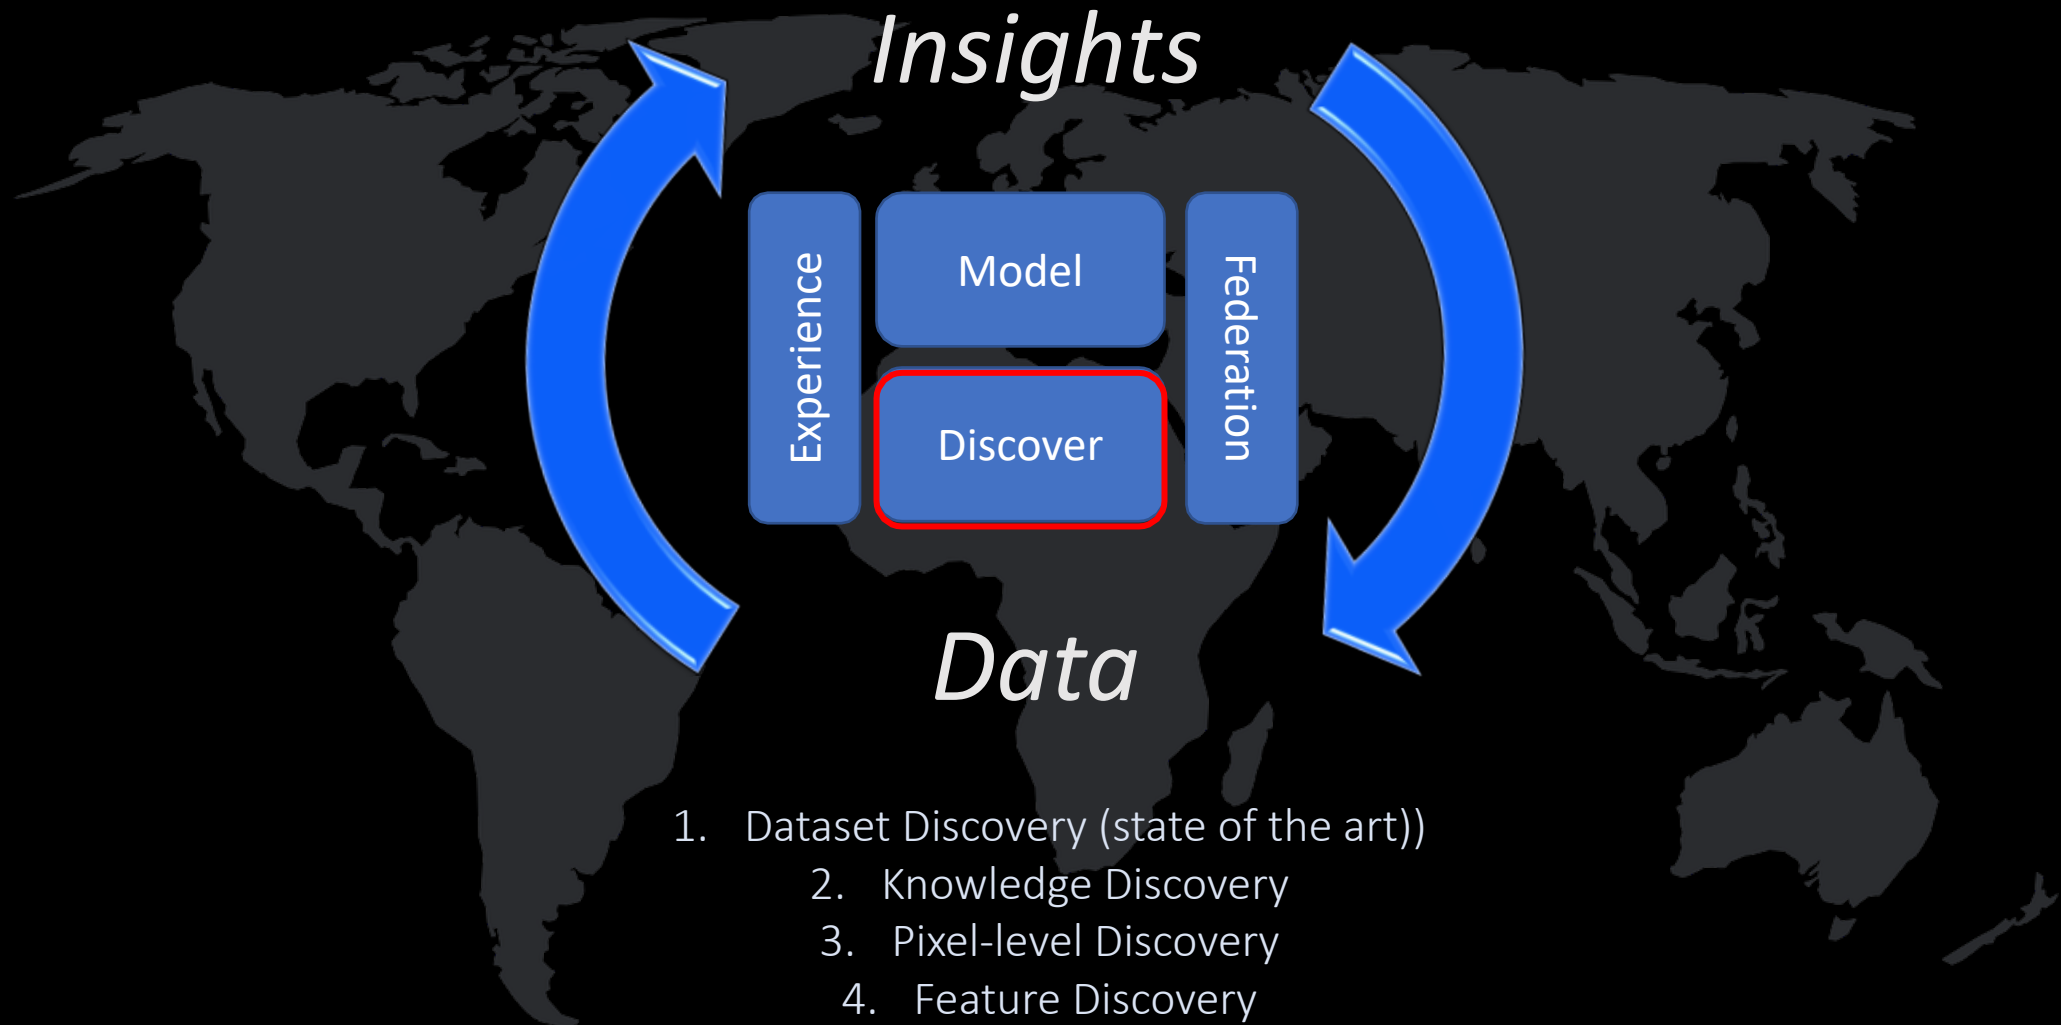 Insights
Experience
Model
Federation
Discover
Data
1. Dataset Discovery (state of the art))
2. Knowledge Discovery
3. Pixel-level Discovery
4. Feature Discovery